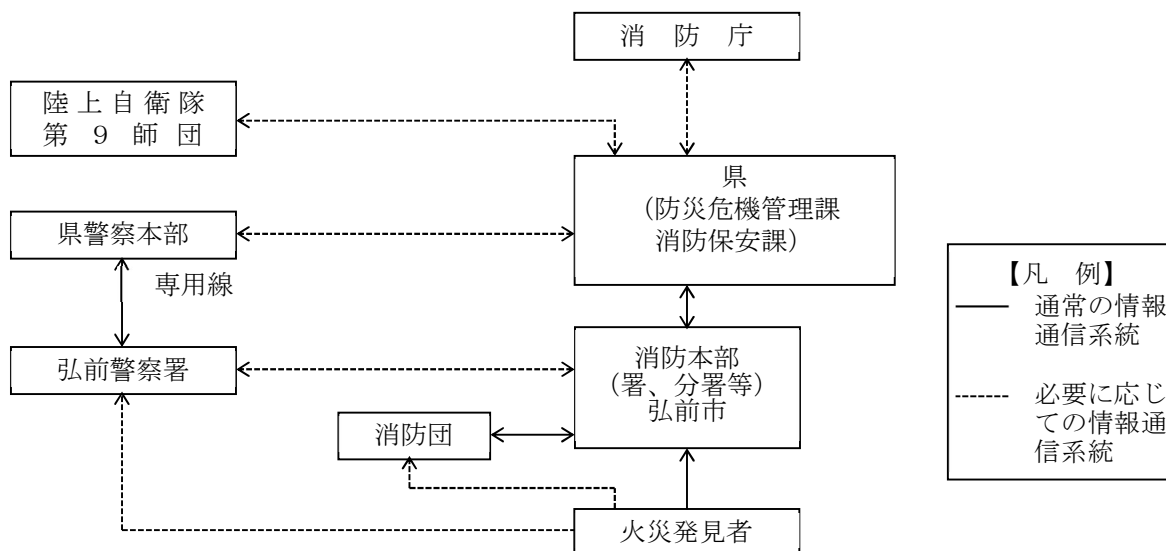 消 防 庁
陸上自衛隊
第 9 師 団
県
(防災危機管理課
消防保安課)
県警察本部
専用線
弘前警察署
消防本部
(署、分署等)
弘前市
消防団
火災発見者
【凡 例】
通常の情報
通信系統
必要に応じ
ての情報通
信系統